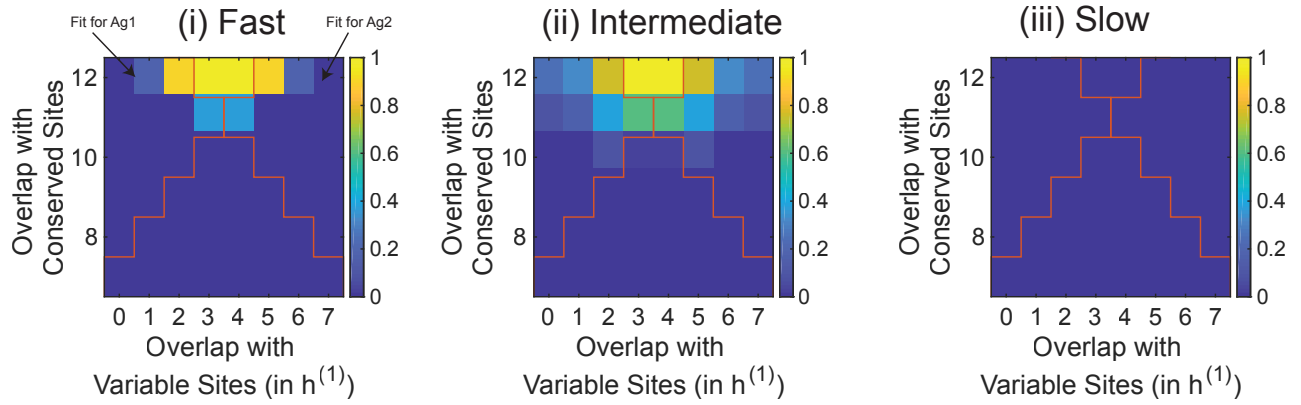 Fit for Ag1
(i) Fast
Fit for Ag2
Overlap with
Conserved Sites
12
10
8
0 1 2 3 4 5 6 7
Overlap with
Variable Sites (in h(1))
1
0.8
0.6
0.4
0.2
0
(ii) Intermediate
Overlap with
Conserved Sites
12
10
8
0 1 2 3 4 5 6 7
Overlap with
Variable Sites (in h(1))
1
0.8
0.6
0.4
0.2
0
(iii) Slow
Overlap with
Conserved Sites
12
10
8
0 1 2 3 4 5 6 7
Overlap with
Variable Sites (in h(1))
1
0.8
0.6
0.4
0.2
0